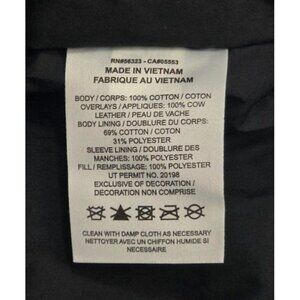 RN#56323 - CA#05553
MADE IN VIETNAM
FABRIQUE AU VIETNAM
BODY / CORPS: 100% COTTON / COTON
OVERLAYS / APPLIQUES: 100% COW
LEATHER / PEAU DE VACHE
BODY LINING / DOUBLURE DU CORPS:
69% COTTON / COTON
31% POLYESTER
SLEEVE LINING / DOUBLURE DES
MANCHES: 100% POLYESTER
FILL / REMPLISSAGE: 100% POLYESTER
UT PERMIT NO. 20198
EXCLUSIVE OF DECORATION /
DECORATION NON COMPRISE
CLEAN WITH DAMP CLOTH AS NECESSARY
NETTOYER AVEC UN CHIFFON HUMIDE SI
NECESSAIRE